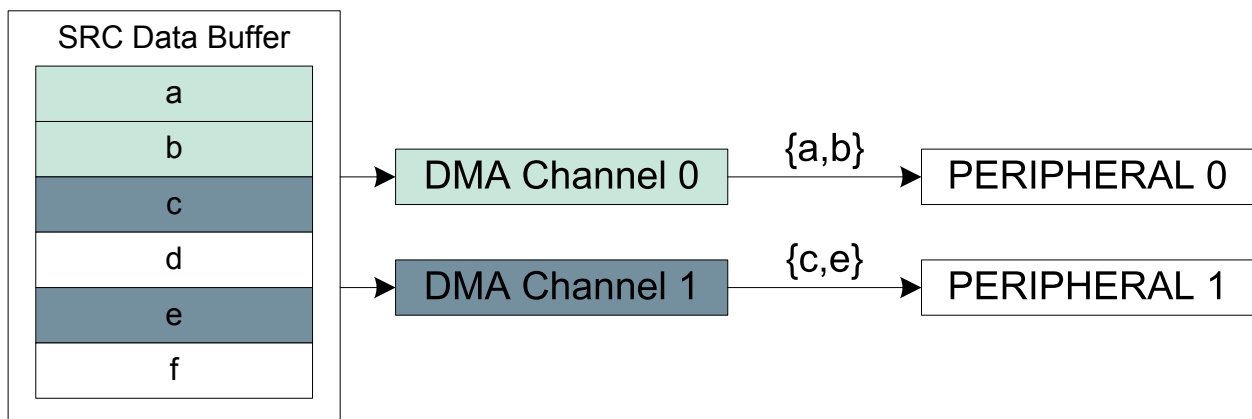 SRC Data Buffer
a
b
c
d
e
f
DMA Channel 0
{a,b}
PERIPHERAL 0
DMA Channel 1
{c,e}
PERIPHERAL 1